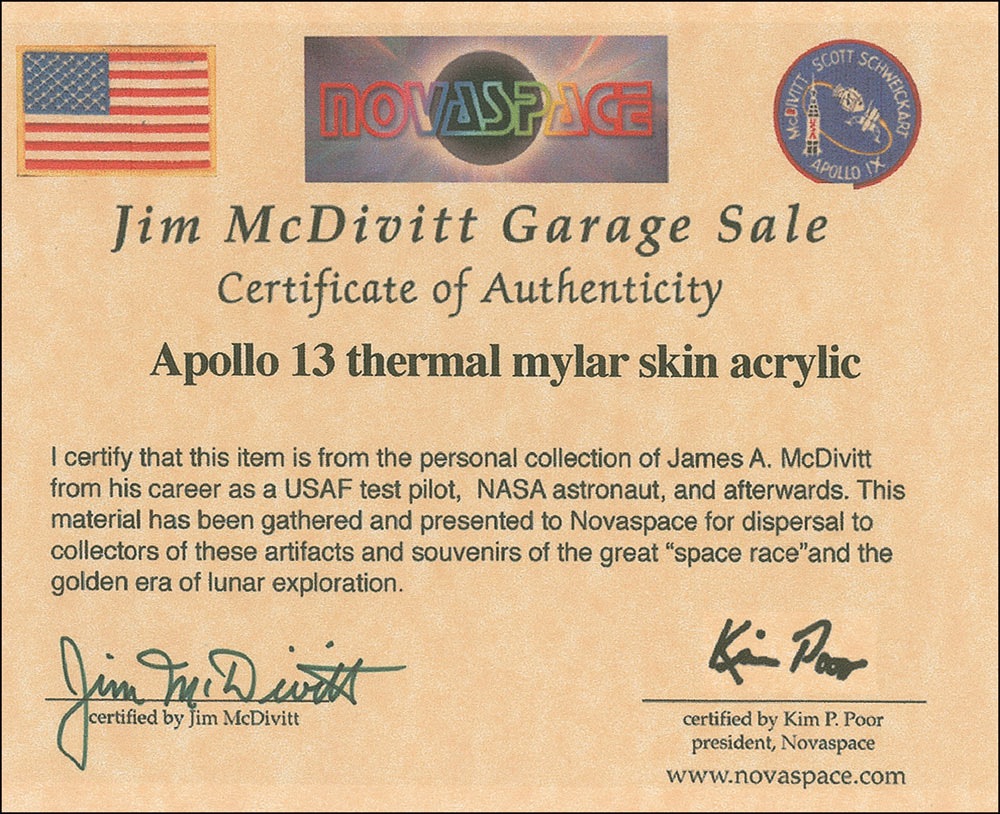 NOVASPACE
McDIVITT SCOTT SCHWEICKART
APOLLO IX
Jim McDivitt Garage Sale
Certificate of Authenticity
Apollo 13 thermal mylar skin acrylic
I certify that this item is from the personal collection of James A. McDivitt
from his career as a USAF test pilot, NASA astronaut, and afterwards. This
material has been gathered and presented to Novaspace for dispersal to
collectors of these artifacts and souvenirs of the great “space race”and the
golden era of lunar exploration.
Jim McDivitt
certified by Jim McDivitt
Kim Poor
certified by Kim P. Poor
president, Novaspace
www.novaspace.com